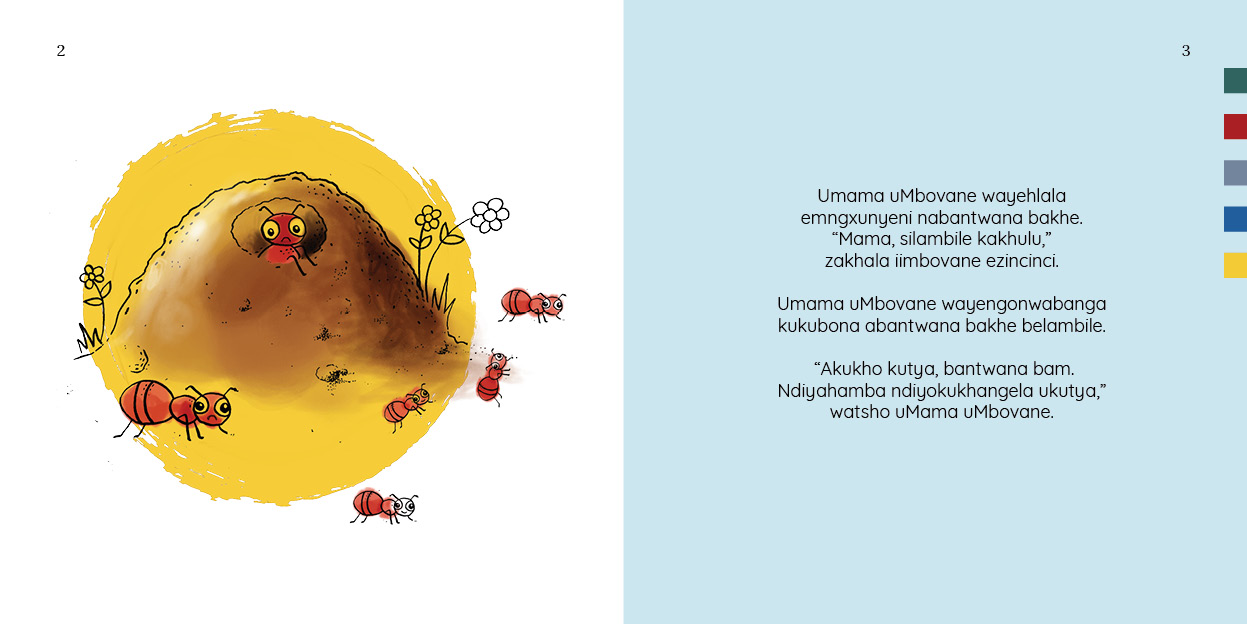 2
3
Umama uMbovane wayehlala
emngxunyeni nabantwana bakhe.
“Mama, silambile kakhulu,”
zakhala iimbovane ezincinci.
Umama uMbovane wayengonwabanga
kukubona abantwana bakhe belambile.
“Akukho kutya, bantwana bam.
Ndiyahamba ndiyokukhangela ukutya,”
watsho uMama uMbovane.